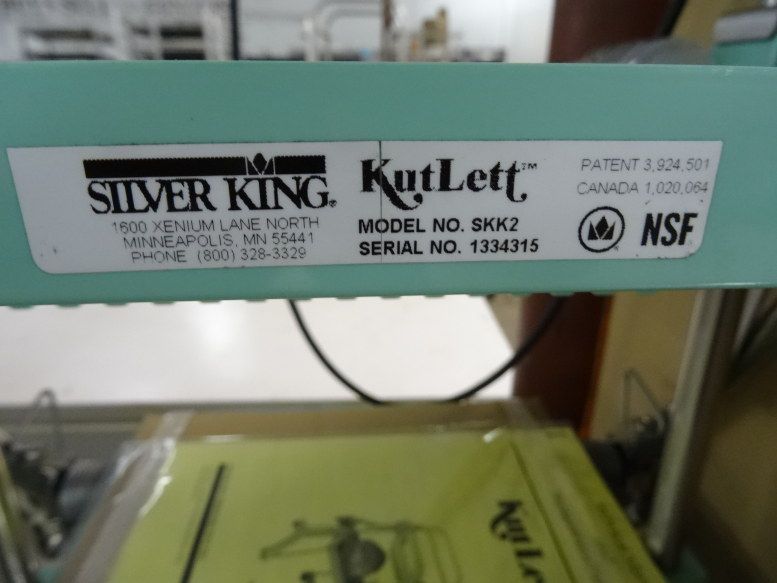 SILVER KING®
1600 XENIUM LANE NORTH
MINNEAPOLIS, MN 55441
PHONE (800) 328-3329
KutLett™
MODEL NO. SKK2
SERIAL NO. 1334315
PATENT 3,924,501
CANADA 1,020,064
NSF
KutLett